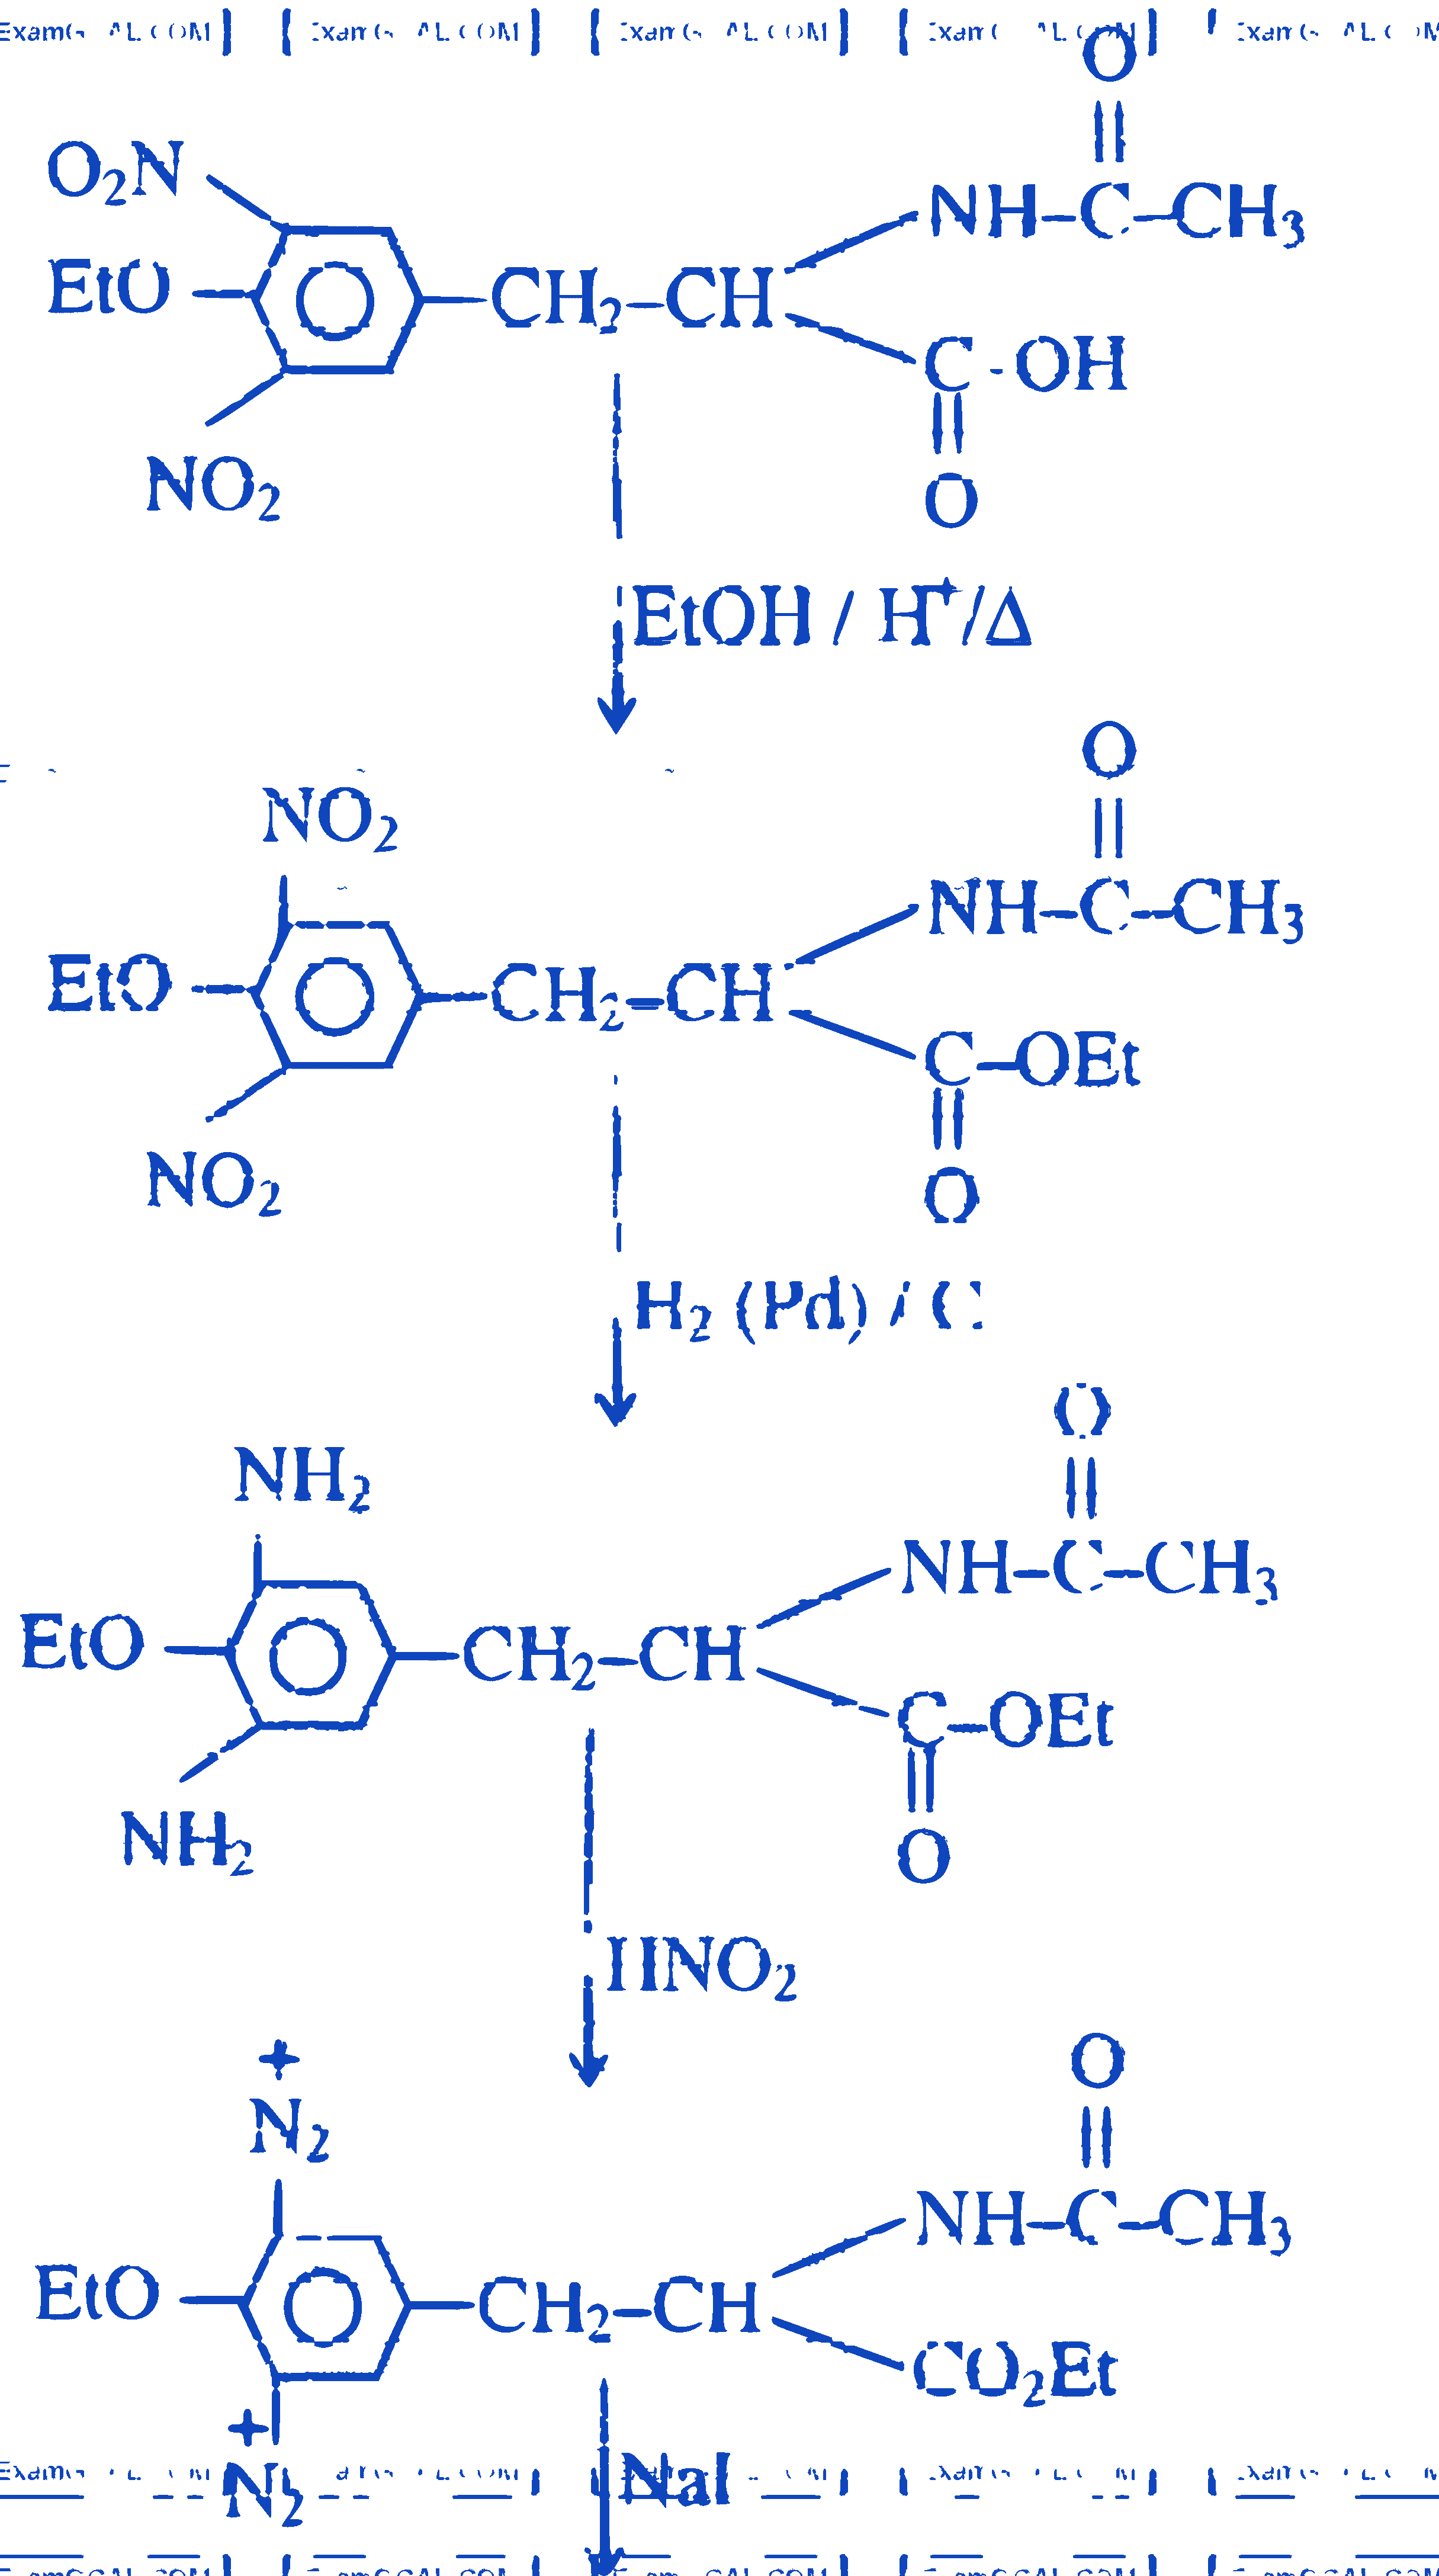 O
O₂N
NH–C–CH₃
EtO
CH₂–CH
C-OH
NO₂
O
EtOH / H⁺/Δ
O
NO₂
NH–C–CH₃
EtO
CH₂–CH
C–OEt
NO₂
O
H₂ (Pd) / C
O
NH₂
NH–C–CH₃
EtO
CH₂–CH
C–OEt
NH₂
O
HNO₂
+
O
N₂
NH–C–CH₃
EtO
CH₂–CH
CO₂Et
+
N₂
NaI